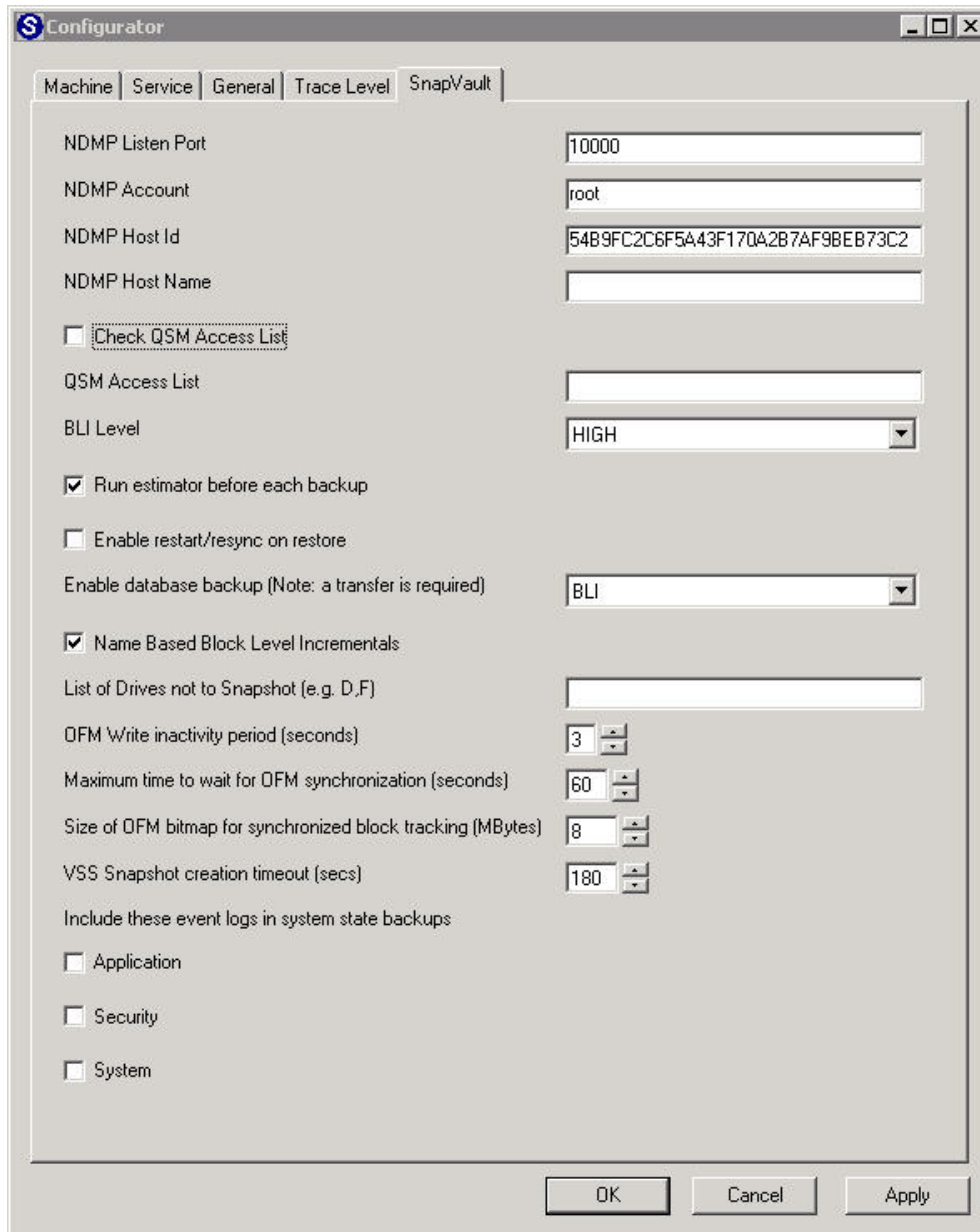 S Configurator
Machine Service General Trace Level SnapVault
NDMP Listen Port 10000
NDMP Account root
NDMP Host Id 54B9FC2C6F5A43F170A2B7AF9BEB73C2
NDMP Host Name
Check QSM Access List
QSM Access List
BLI Level HIGH
Run estimator before each backup
Enable restart/resync on restore
Enable database backup (Note: a transfer is required) BLI
Name Based Block Level Incrementals
List of Drives not to Snapshot (e.g. D,F)
OFM Write inactivity period (seconds) 3
Maximum time to wait for OFM synchronization (seconds) 60
Size of OFM bitmap for synchronized block tracking (MBytes) 8
VSS Snapshot creation timeout (secs) 180
Include these event logs in system state backups
Application
Security
System
OK Cancel Apply